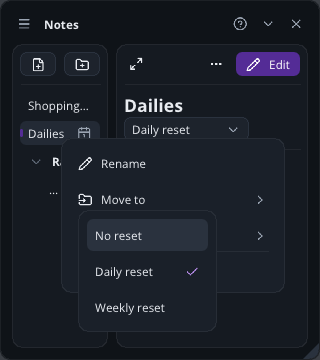 Notes
Edit
Shopping...
Dailies
Dailies
Daily reset
...
Rename
Move to
No reset
Daily reset
Weekly reset